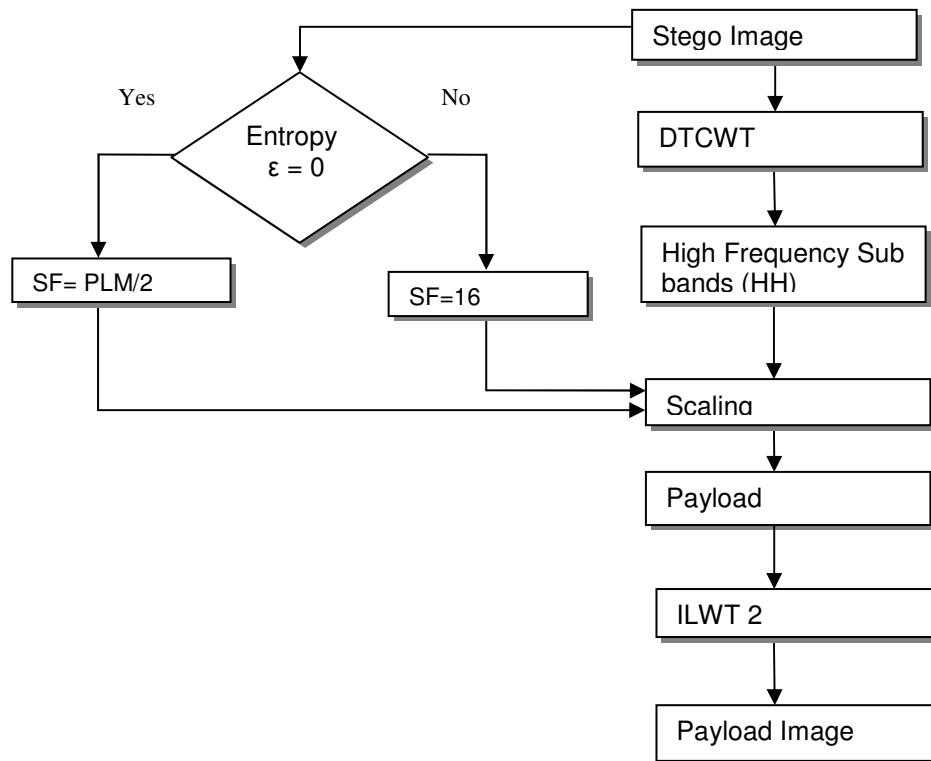 Stego Image
Yes
No
Entropy
ε = 0
DTCWT
SF= PLM/2
SF=16
High Frequency Sub
bands (HH)
Scaling
Payload
ILWT 2
Payload Image